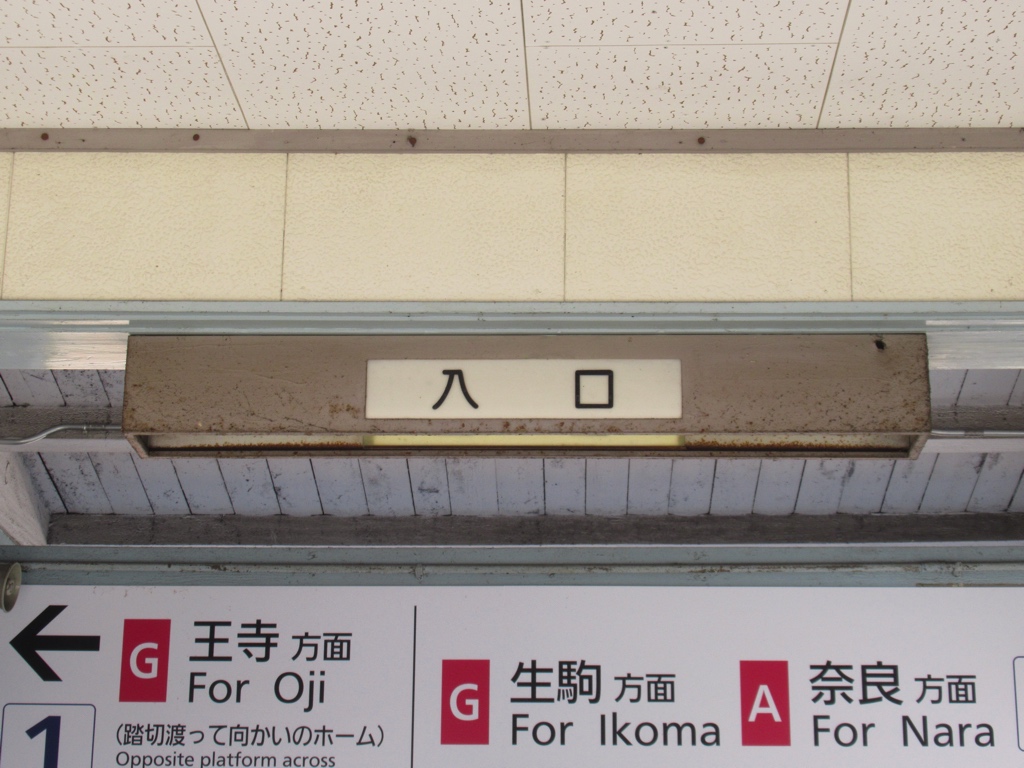 入口
G 王寺 方面
For Oji
1
(踏切渡って向かいのホーム)
Opposite platform across
G 生駒 方面
For Ikoma
A 奈良 方面
For Nara